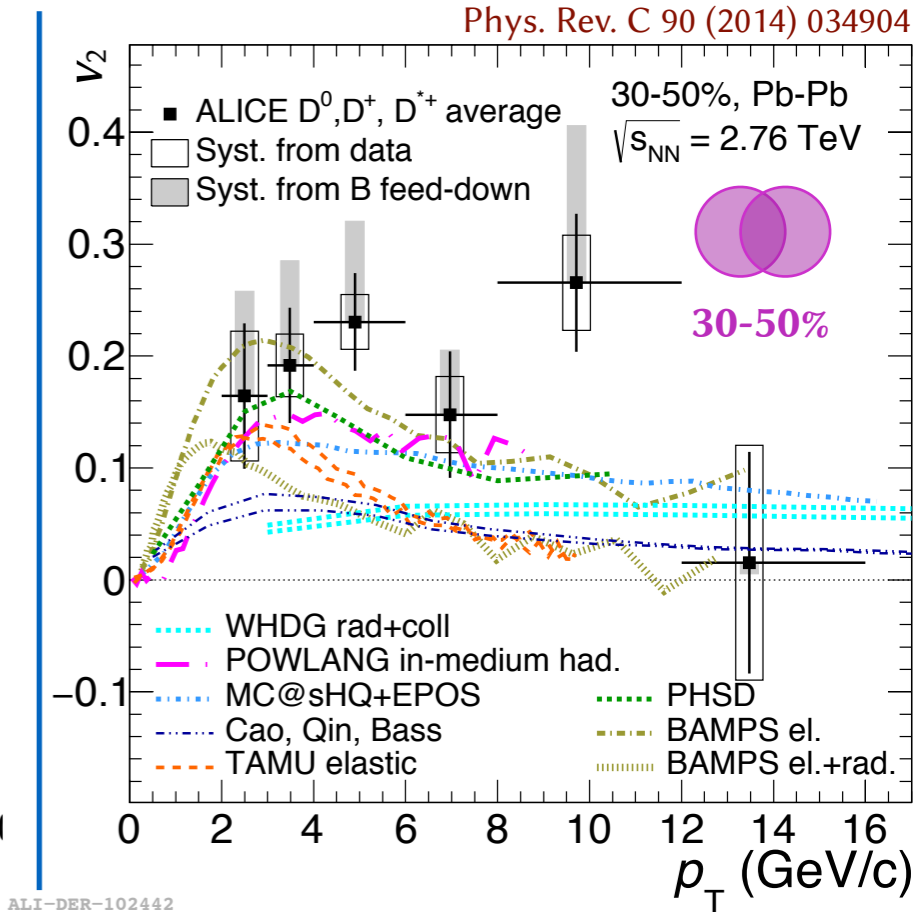 Phys. Rev. C 90 (2014) 034904
v2
ALICE D0,D+, D*+ average
Syst. from data
Syst. from B feed-down
30-50%, Pb-Pb
√sNN = 2.76 TeV
30-50%
0.4
0.3
0.2
0.1
0
−0.1
WHDG rad+coll
POWLANG in-medium had.
MC@sHQ+EPOS
Cao, Qin, Bass
TAMU elastic
PHSD
BAMPS el.
BAMPS el.+rad.
0 2 4 6 8 10 12 14 16
pT (GeV/c)
ALI-DER-102442